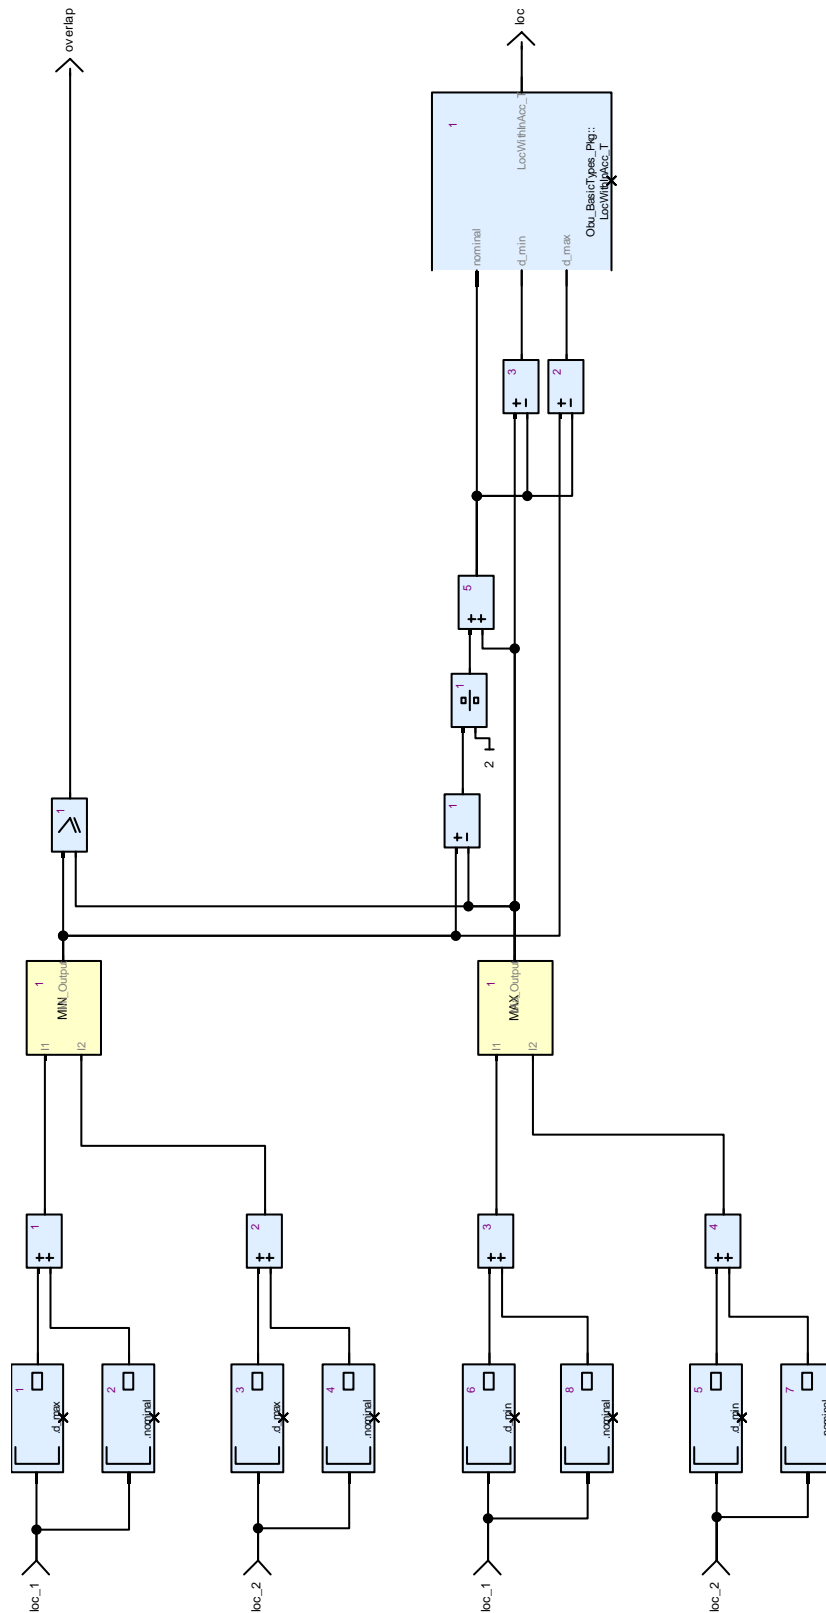 overlap
loc
1
LocWithInAcc_T
Obu_BasicTypes_Pkg::
LocWithInAcc_T
nominal
d_min
d_max
3
2
5
1
2
1
1
1
MIN_Output
I1
I2
1
MAX_Output
I1
I2
1
2
3
4
1
.d_max
2
.nominal
3
.d_max
4
.nominal
6
.d_min
8
.nominal
5
.d_min
7
.nominal
loc_1
loc_2
loc_1
loc_2